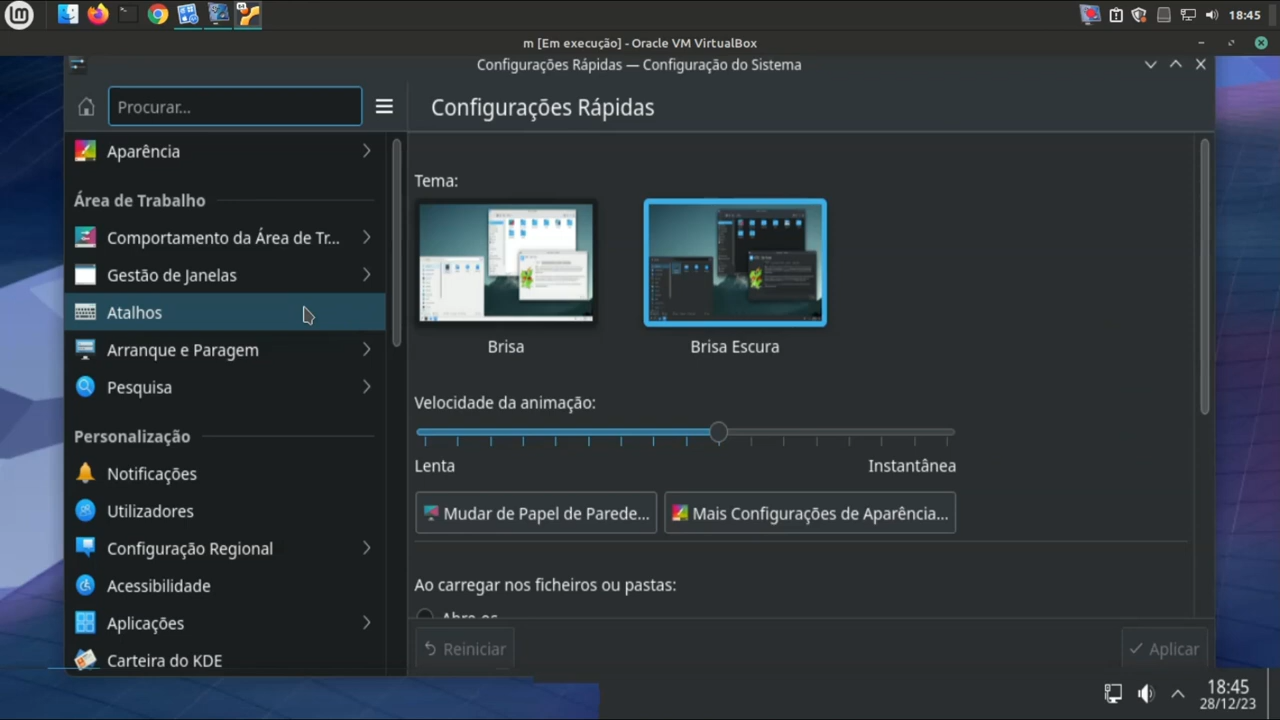 18:45
m [Em execução] - Oracle VM VirtualBox
Configurações Rápidas — Configuração do Sistema
Procurar...
Configurações Rápidas
Aparência
Área de Trabalho
Comportamento da Área de Tr...
Gestão de Janelas
Atalhos
Arranque e Paragem
Pesquisa
Personalização
Notificações
Utilizadores
Configuração Regional
Acessibilidade
Aplicações
Carteira do KDE
Tema:
Brisa
Brisa Escura
Velocidade da animação:
Lenta
Instantânea
Mudar de Papel de Parede...
Mais Configurações de Aparência...
Ao carregar nos ficheiros ou pastas:
Abre-os
Reiniciar
Aplicar
18:45
28/12/23